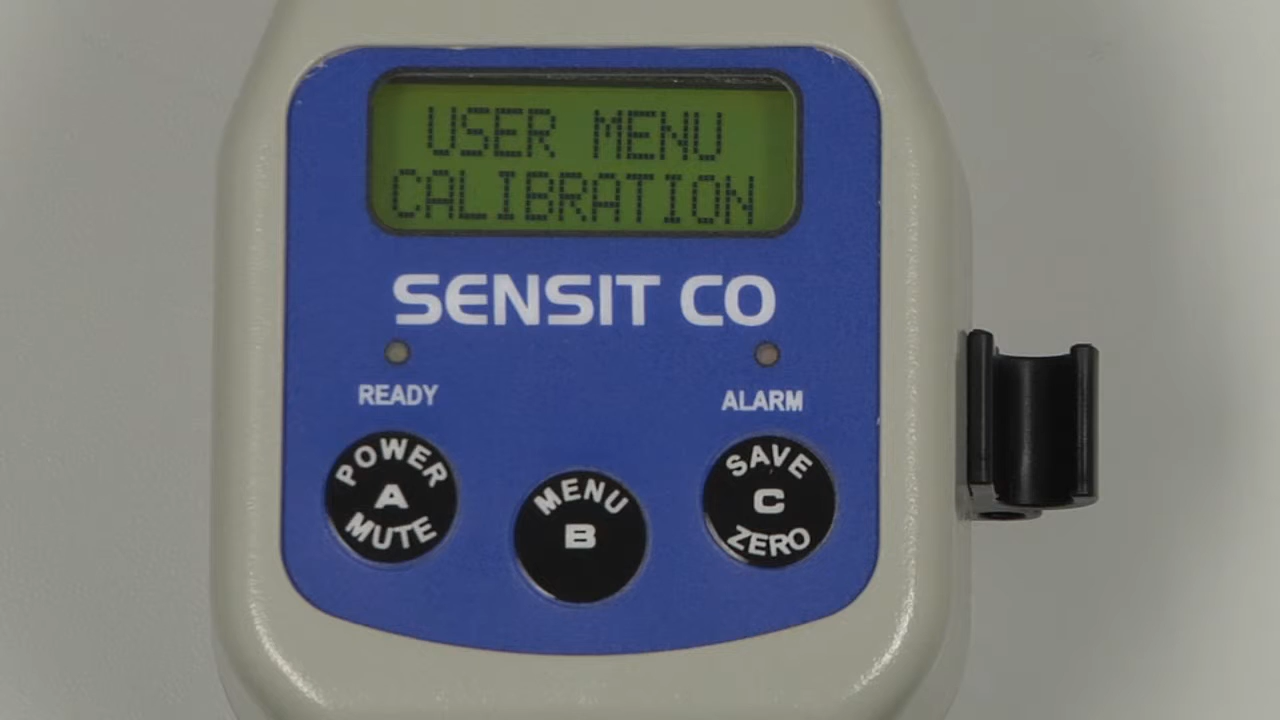 USER MENU
CALIBRATION
SENSIT CO
READY
ALARM
POWER
A
MUTE
MENU
B
SAVE
C
ZERO